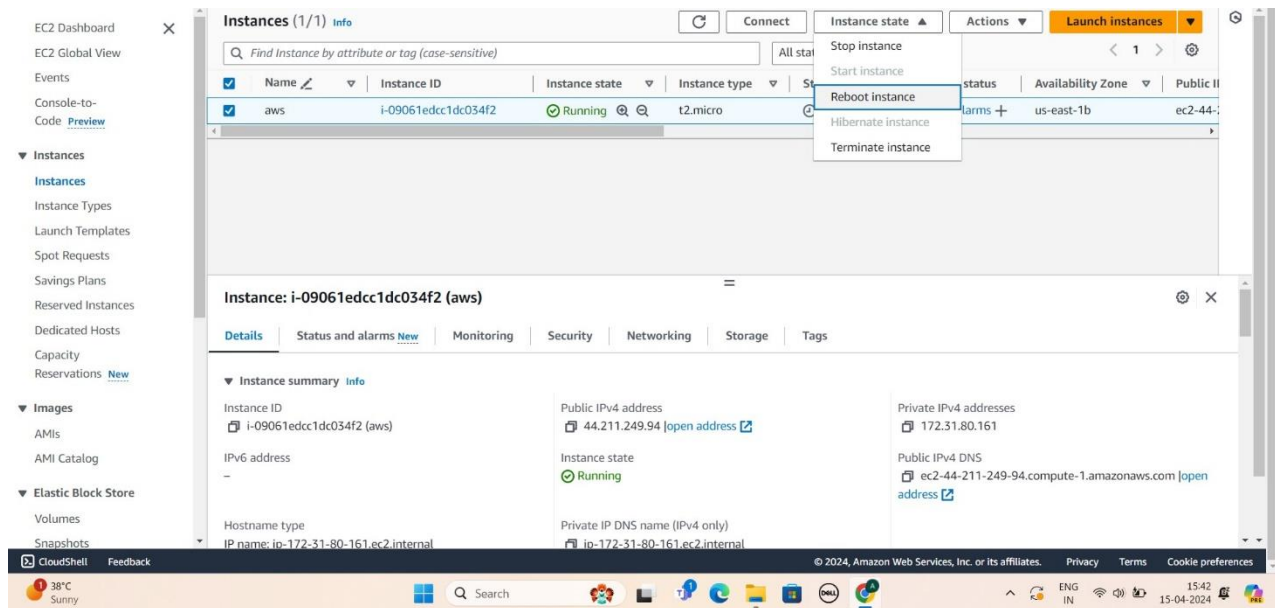 EC2 Dashboard
EC2 Global View
Events
Console-to-
Code Preview
Instances
Instances
Instance Types
Launch Templates
Spot Requests
Savings Plans
Reserved Instances
Dedicated Hosts
Capacity
Reservations New
Images
AMIs
AMI Catalog
Elastic Block Store
Volumes
Snapshots
Instances (1/1) Info
Connect
Instance state
Actions
Launch instances
Find Instance by attribute or tag (case-sensitive)
All stat
1
Stop instance
Start instance
Reboot instance
Hibernate instance
Terminate instance
Name Instance ID Instance state Instance type St status Availability Zone Public I
aws i-09061edcc1dc034f2 Running t2.micro larms + us-east-1b ec2-44-
Instance: i-09061edcc1dc034f2 (aws)
Details Status and alarms New Monitoring Security Networking Storage Tags
Instance summary Info
Instance ID
i-09061edcc1dc034f2 (aws)
Public IPv4 address
44.211.249.94 |open address
Private IPv4 addresses
172.31.80.161
IPv6 address
–
Instance state
Running
Public IPv4 DNS
ec2-44-211-249-94.compute-1.amazonaws.com |open
address
Hostname type
IP name: ip-172-31-80-161.ec2.internal
Private IP DNS name (IPv4 only)
ip-172-31-80-161.ec2.internal
CloudShell Feedback © 2024, Amazon Web Services, Inc. or its affiliates. Privacy Terms Cookie preferences
1
38°C
Sunny
Search
DELL
ENG
IN
15:42
15-04-2024
PRE